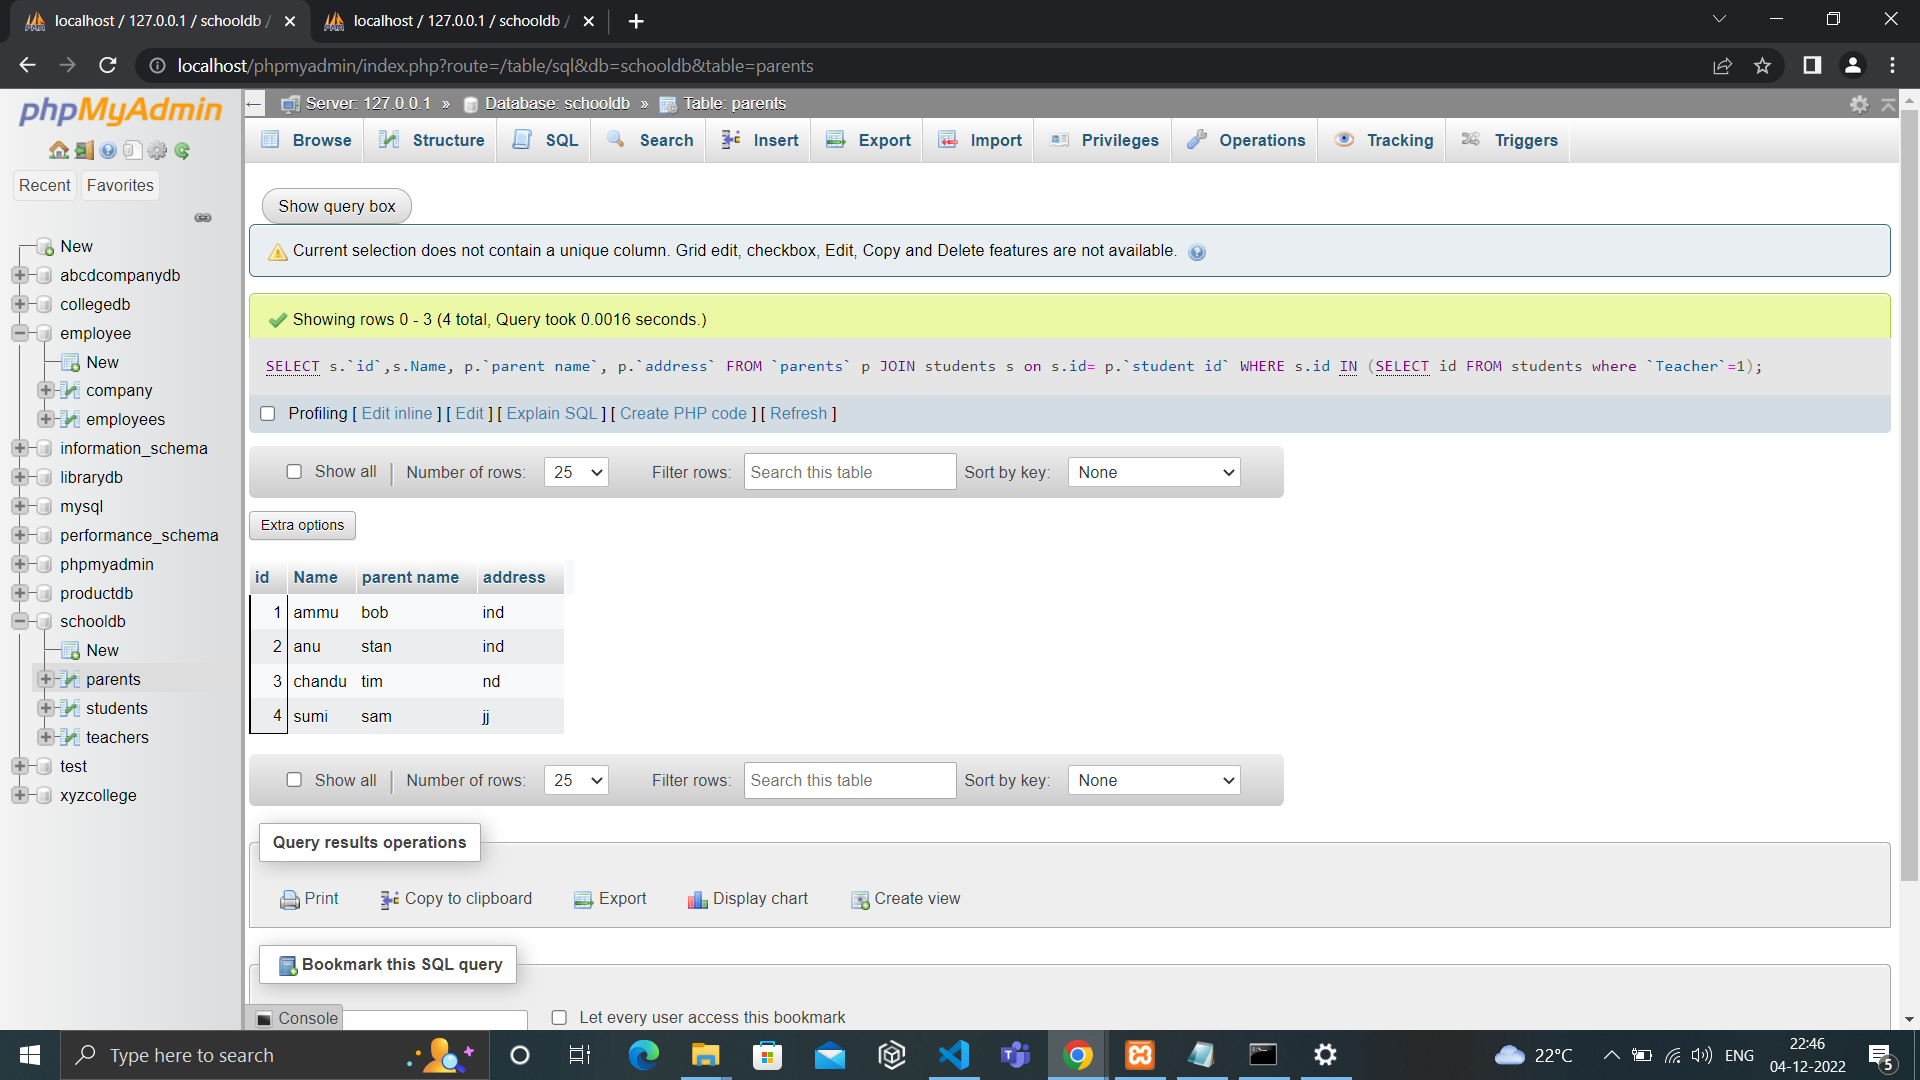 localhost / 127.0.0.1 / schooldb /
localhost / 127.0.0.1 / schooldb /
localhost/phpmyadmin/index.php?route=/table/sql&db=schooldb&table=parents
phpMyAdmin
Recent Favorites
New
abcdcompanydb
collegedb
employee
New
company
employees
information_schema
librarydb
mysql
performance_schema
phpmyadmin
productdb
schooldb
New
parents
students
teachers
test
xyzcollege
Server: 127.0.0.1 » Database: schooldb » Table: parents
Browse Structure SQL Search Insert Export Import Privileges Operations Tracking Triggers
Show query box
Current selection does not contain a unique column. Grid edit, checkbox, Edit, Copy and Delete features are not available.
Showing rows 0 - 3 (4 total, Query took 0.0016 seconds.)
SELECT s.`id`,s.Name, p.`parent name`, p.`address` FROM `parents` p JOIN students s on s.id= p.`student id` WHERE s.id IN (SELECT id FROM students where `Teacher`=1);
Profiling [ Edit inline ] [ Edit ] [ Explain SQL ] [ Create PHP code ] [ Refresh ]
Show all | Number of rows: 25 Filter rows: Search this table Sort by key: None
Extra options
id Name parent name address
1 ammu bob ind
2 anu stan ind
3 chandu tim nd
4 sumi sam jj
Show all | Number of rows: 25 Filter rows: Search this table Sort by key: None
Query results operations
Print Copy to clipboard Export Display chart Create view
Bookmark this SQL query
Console
Let every user access this bookmark
Type here to search
22°C ENG
22:46
04-12-2022
5